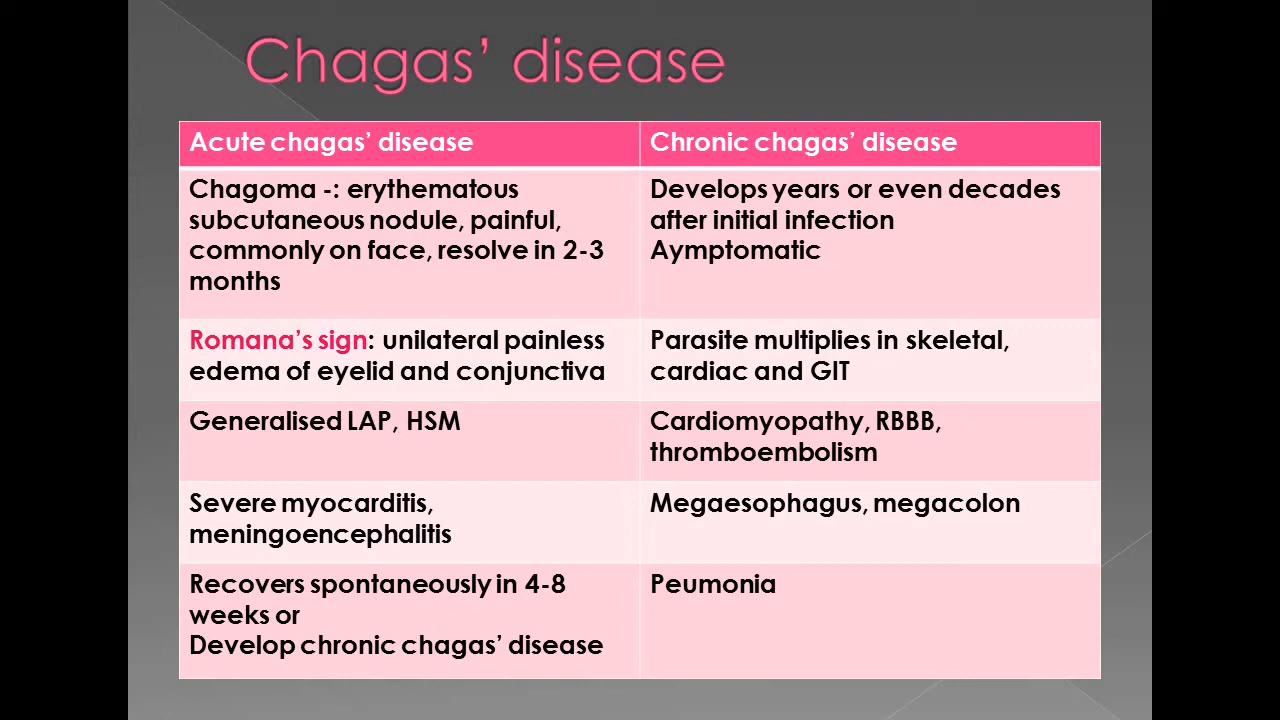 Chagas’ disease
Acute chagas’ disease
Chronic chagas’ disease
Chagoma -: erythematous
subcutaneous nodule, painful,
commonly on face, resolve in 2-3
months
Develops years or even decades
after initial infection
Aymptomatic
Romana’s sign: unilateral painless
edema of eyelid and conjunctiva
Parasite multiplies in skeletal,
cardiac and GIT
Generalised LAP, HSM
Cardiomyopathy, RBBB,
thromboembolism
Severe myocarditis,
meningoencephalitis
Megaesophagus, megacolon
Recovers spontaneously in 4-8
weeks or
Develop chronic chagas’ disease
Peumonia